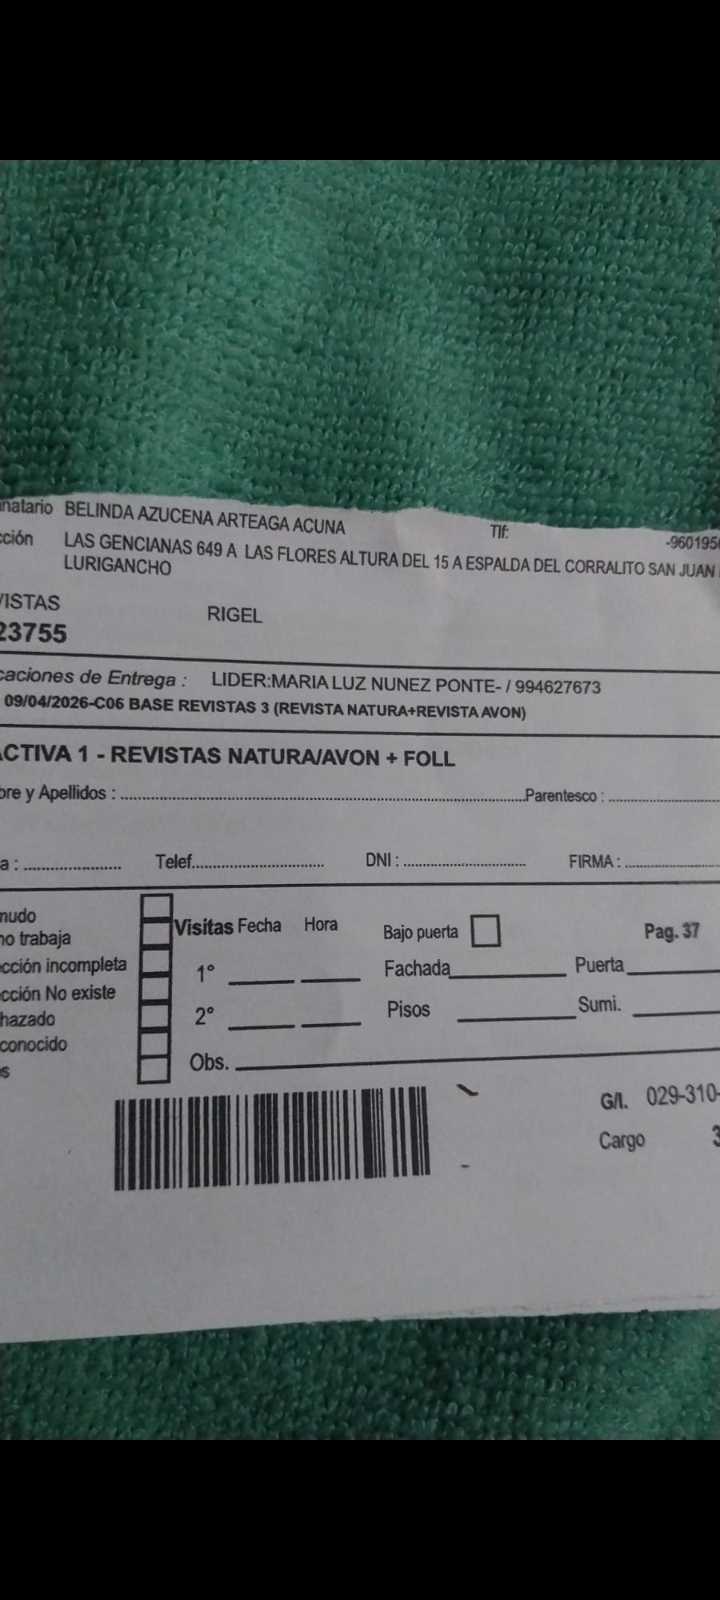 natario BELINDA AZUCENA ARTEAGA ACUNA Tlf: -960195
cción LAS GENCIANAS 649 A LAS FLORES ALTURA DEL 15 A ESPALDA DEL CORRALITO SAN JUAN
LURIGANCHO
VISTAS RIGEL
23755
caciones de Entrega : LIDER:MARIA LUZ NUNEZ PONTE- / 994627673
09/04/2026-C06 BASE REVISTAS 3 (REVISTA NATURA+REVISTA AVON)
ACTIVA 1 - REVISTAS NATURA/AVON + FOLL
bre y Apellidos : Parentesco :
a : Telef. DNI : FIRMA :
mudo
no trabaja Visitas Fecha Hora Bajo puerta Pag. 37
cción incompleta 1° Fachada Puerta
cción No existe
hazado 2° Pisos Sumi.
conocido
s Obs.
G/I. 029-310-
Cargo 3